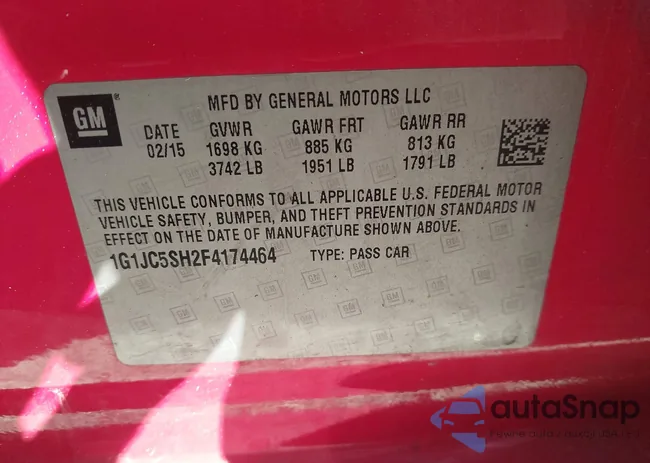 GM
MFD BY GENERAL MOTORS LLC
DATE GVWR GAWR FRT GAWR RR
02/15 1698 KG 885 KG 813 KG
3742 LB 1951 LB 1791 LB
THIS VEHICLE CONFORMS TO ALL APPLICABLE U.S. FEDERAL MOTOR
VEHICLE SAFETY, BUMPER, AND THEFT PREVENTION STANDARDS IN
EFFECT ON THE DATE OF MANUFACTURE SHOWN ABOVE.
1G1JC5SH2F4174464 TYPE: PASS CAR
autaSnap